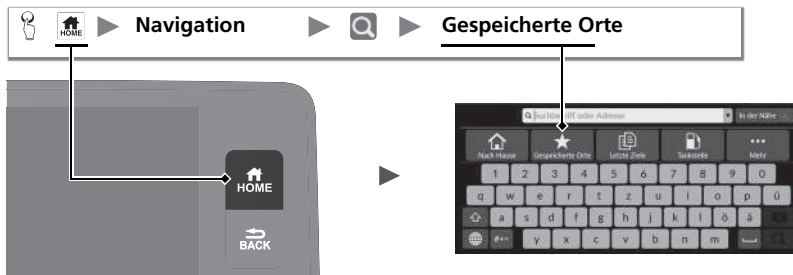 HOME Navigation Gespeicherte Orte
HOME
BACK
Suchbegriff oder Adresse In der Nähe
Nach Hause Gespeicherte Orte Letzte Ziele Tankstelle Mehr
1 2 3 4 5 6 7 8 9 0
q w e r t z u i o p ü
a s d f g h j k l ö ä
#+= y x c v b n m